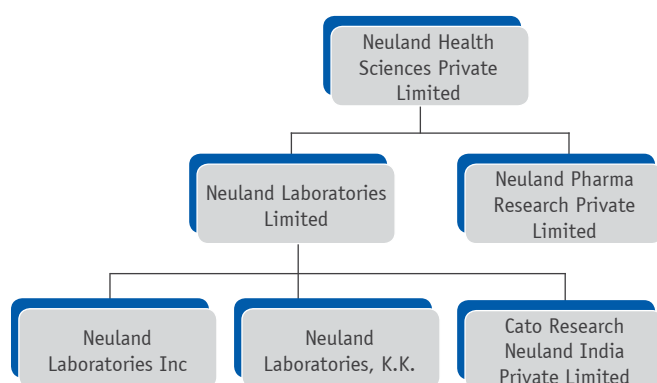 Neuland Health
Sciences Private
Limited
Neuland Laboratories
Limited
Neuland Pharma
Research Private
Limited
Neuland
Laboratories Inc
Neuland
Laboratories, K.K.
Cato Research
Neuland India
Private Limited